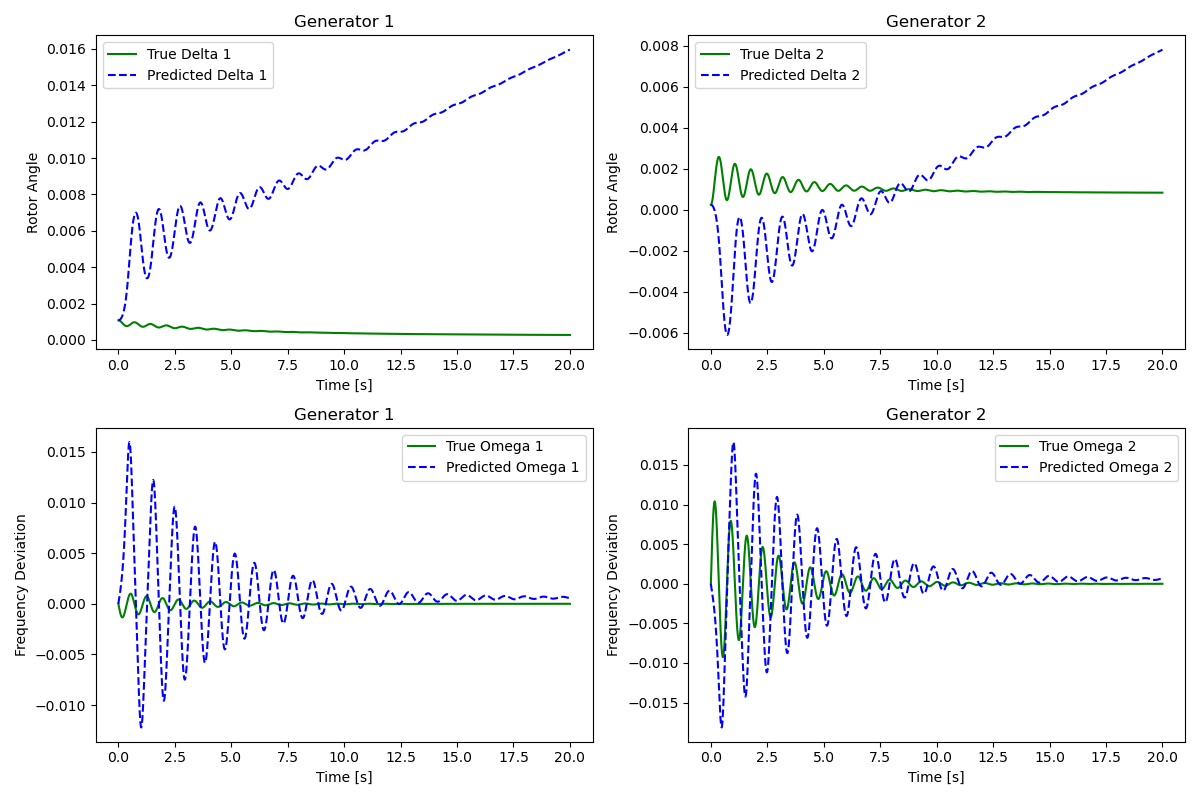 Generator 1
True Delta 1
Predicted Delta 1
Rotor Angle
0.016
0.014
0.012
0.010
0.008
0.006
0.004
0.002
0.000
0.0 2.5 5.0 7.5 10.0 12.5 15.0 17.5 20.0
Time [s]
Generator 2
True Delta 2
Predicted Delta 2
Rotor Angle
0.008
0.006
0.004
0.002
0.000
−0.002
−0.004
−0.006
0.0 2.5 5.0 7.5 10.0 12.5 15.0 17.5 20.0
Time [s]
Generator 1
True Omega 1
Predicted Omega 1
Frequency Deviation
0.015
0.010
0.005
0.000
−0.005
−0.010
0.0 2.5 5.0 7.5 10.0 12.5 15.0 17.5 20.0
Time [s]
Generator 2
True Omega 2
Predicted Omega 2
Frequency Deviation
0.015
0.010
0.005
0.000
−0.005
−0.010
−0.015
0.0 2.5 5.0 7.5 10.0 12.5 15.0 17.5 20.0
Time [s]